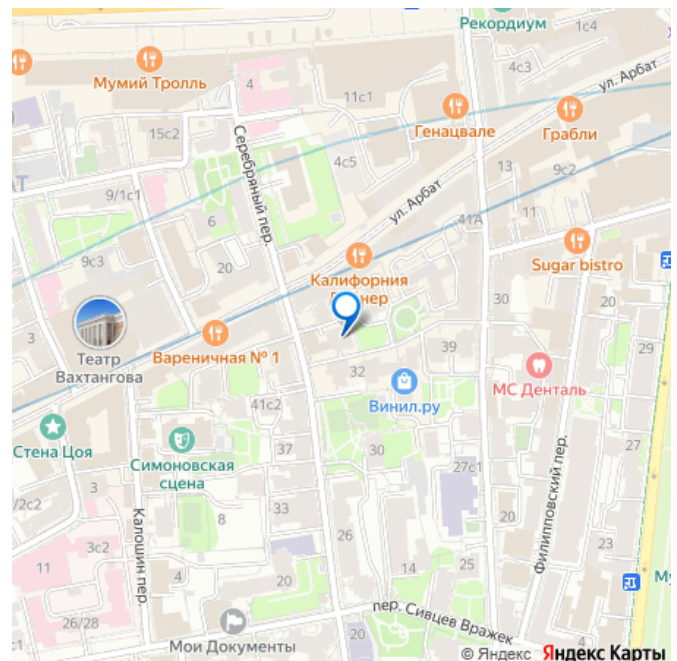 Рекордиум
1с4
4с3
ул. Арбат
Мумий Тролль
4
11с1
Генацвале
Грабли
15с2
Серебряный пер.
4с5
13
9с2
9/1с1
ул. Арбат
41А
11
6
Sugar bistro
9с3
20
Калифорния
30
20
3
Театр
Вахтангова
Вареничная № 1
32
39
29
МС Денталь
Винил.ру
41с2
Стена Цоя
Симоновская
сцена
37
30
27с1
27
3
/2с2
33
Калошин пер.
8
20
Филипповский пер.
3с2
26
23
11
4
20
14
25
26/28
20
пер. Сивцев Вражек
Мои Документы
© Яндекс Яндекс Карты